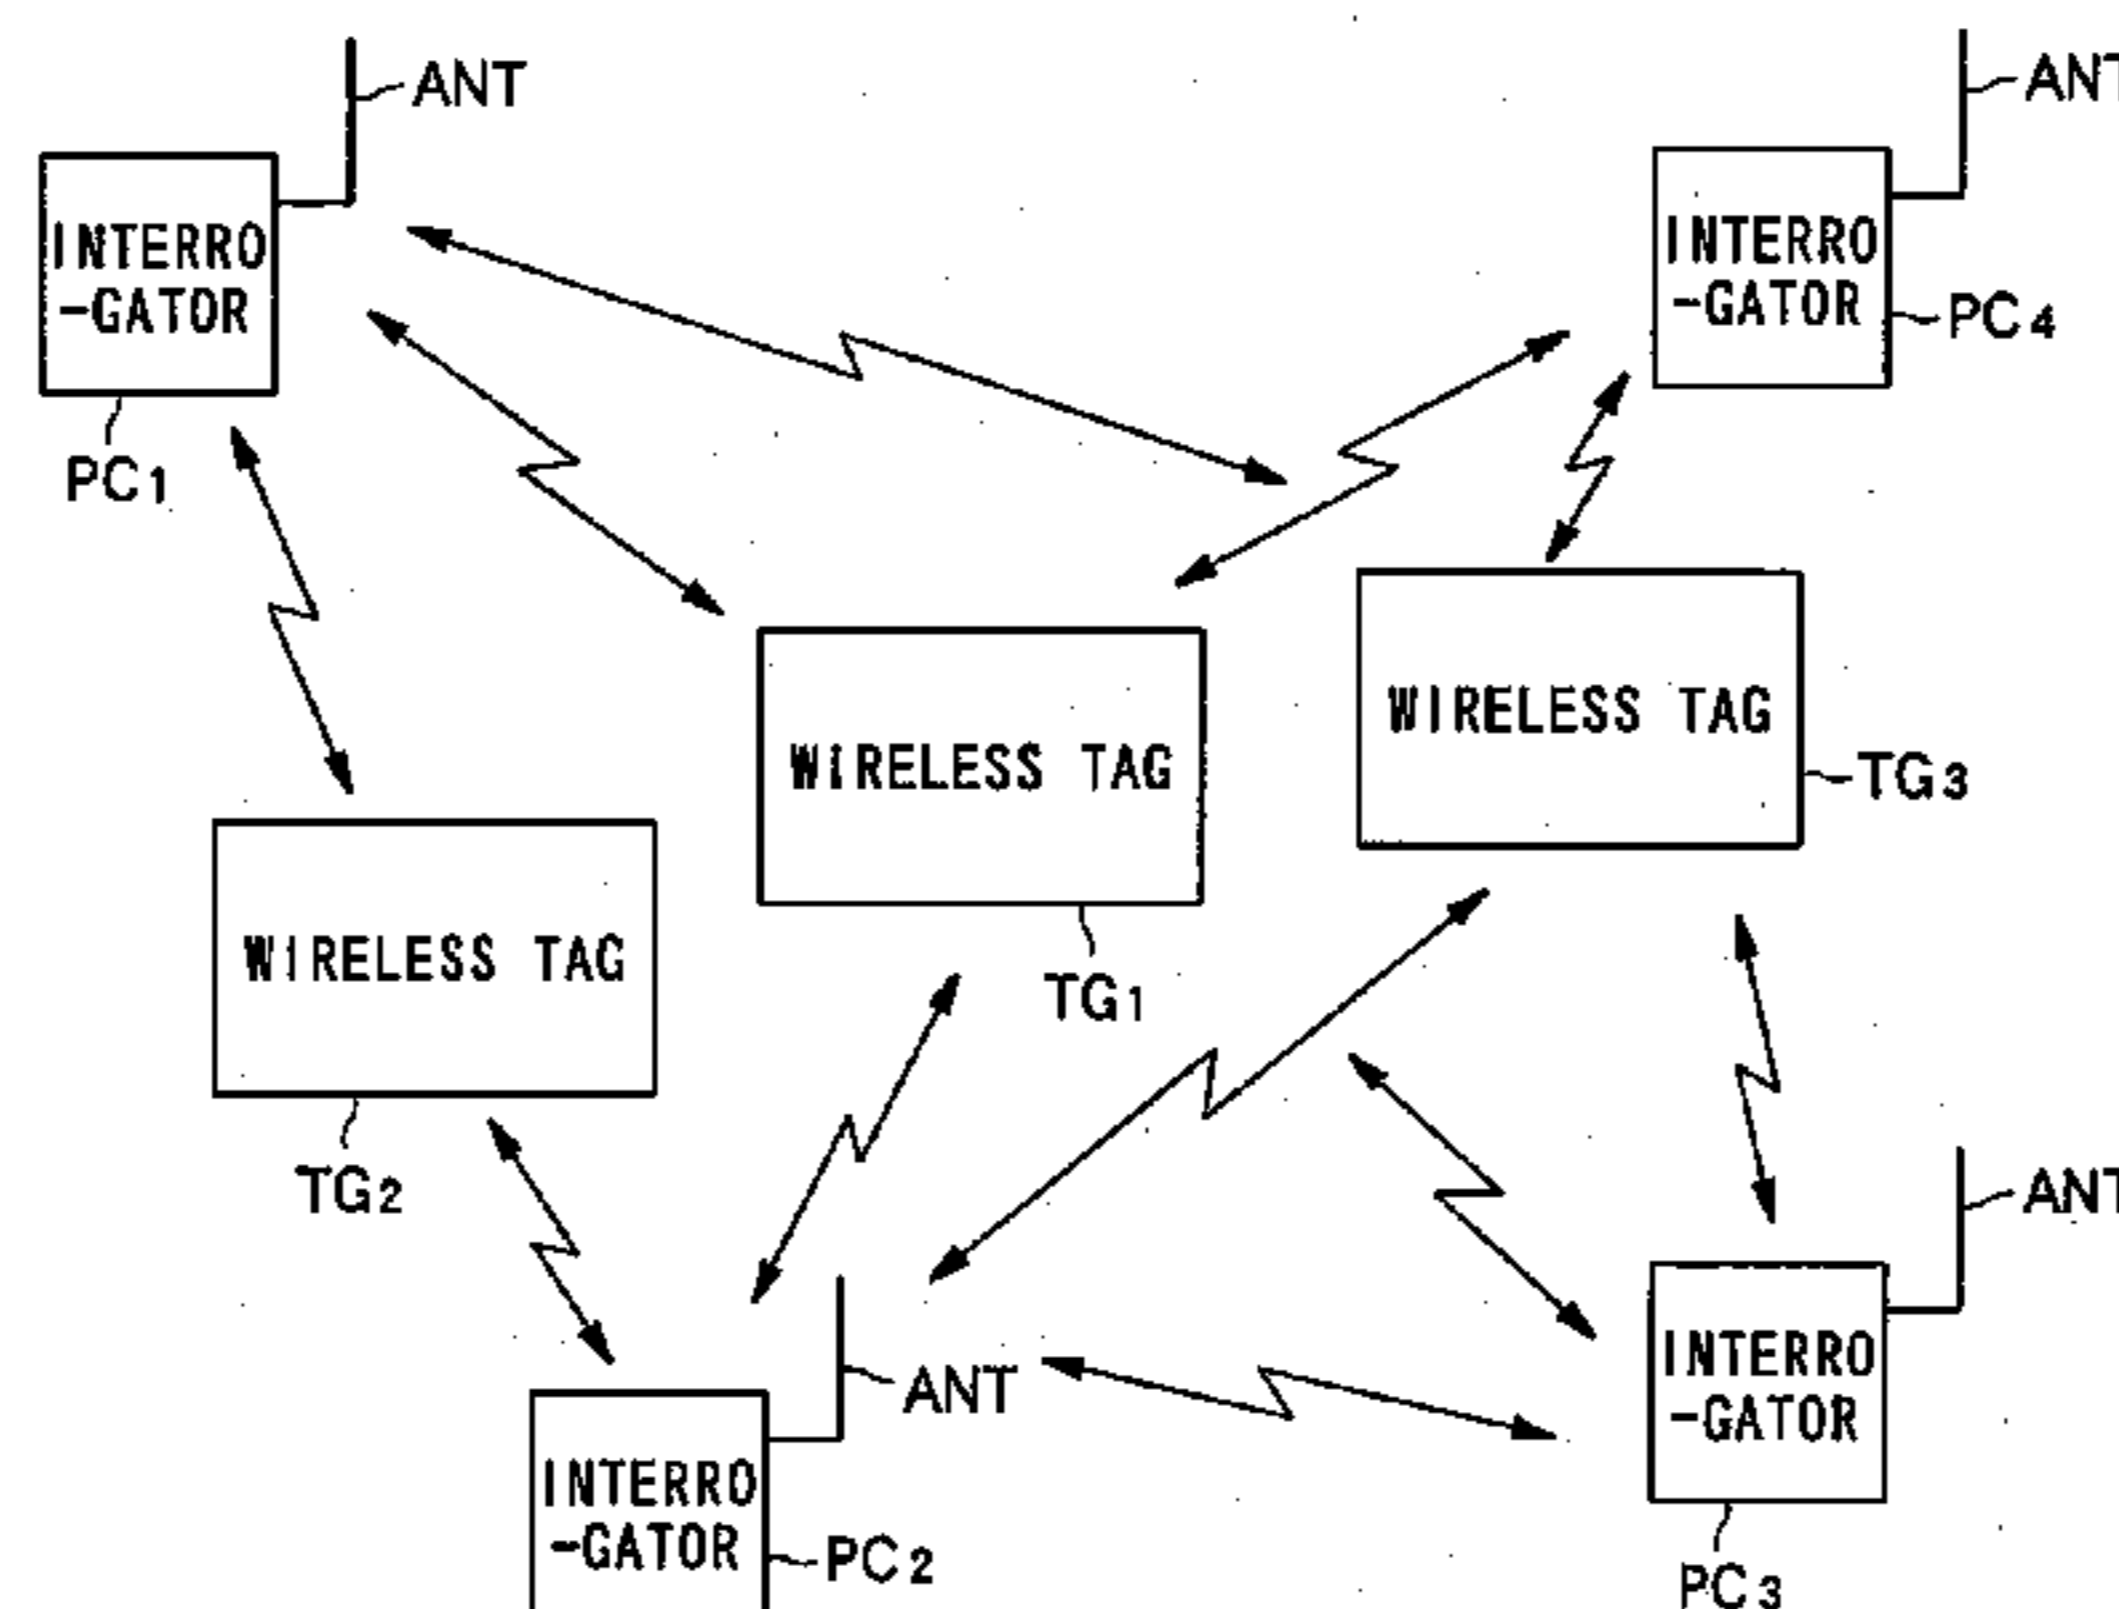 ANT
ANT
INTERRO
-GATOR
INTERRO
-GATOR
PC4
PC1
WIRELESS TAG
WIRELESS TAG
TG3
WIRELESS TAG
TG1
TG2
ANT
ANT
INTERRO
-GATOR
INTERRO
-GATOR
PC2
PC3